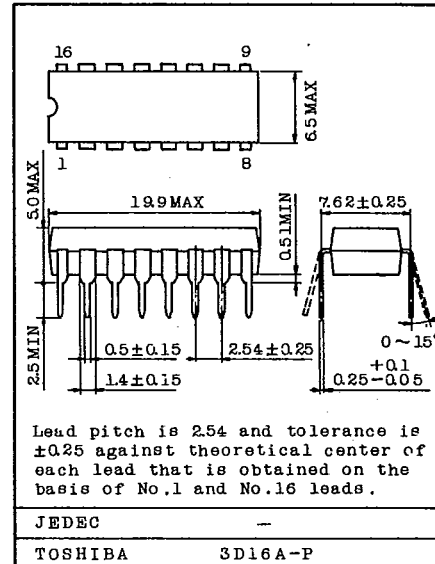 16 9
6.5MAX
1 8
5.0MAX
19.9MAX
0.51MIN
7.62±0.25
2.5MIN
0.5±0.15
2.54±0.25
1.4±0.15
0~15°
+0.1
0.25-0.05
Lead pitch is 2.54 and tolerance is
±0.25 against theoretical center of
each lead that is obtained on the
basis of No.1 and No.16 leads.
JEDEC —
TOSHIBA 3D16A-P